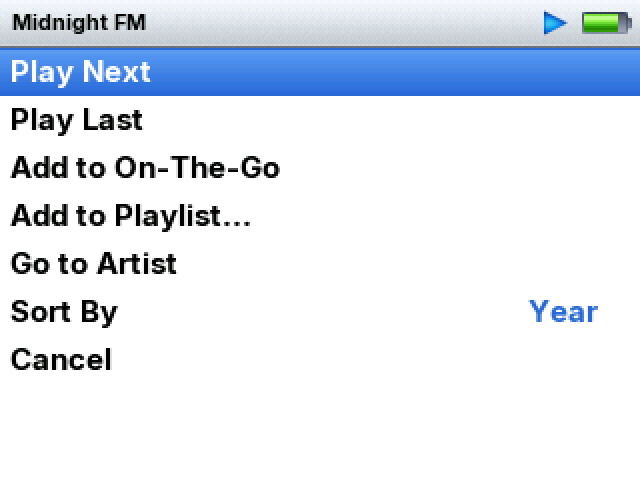 Midnight FM
Play Next
Play Last
Add to On-The-Go
Add to Playlist...
Go to Artist
Sort By Year
Cancel